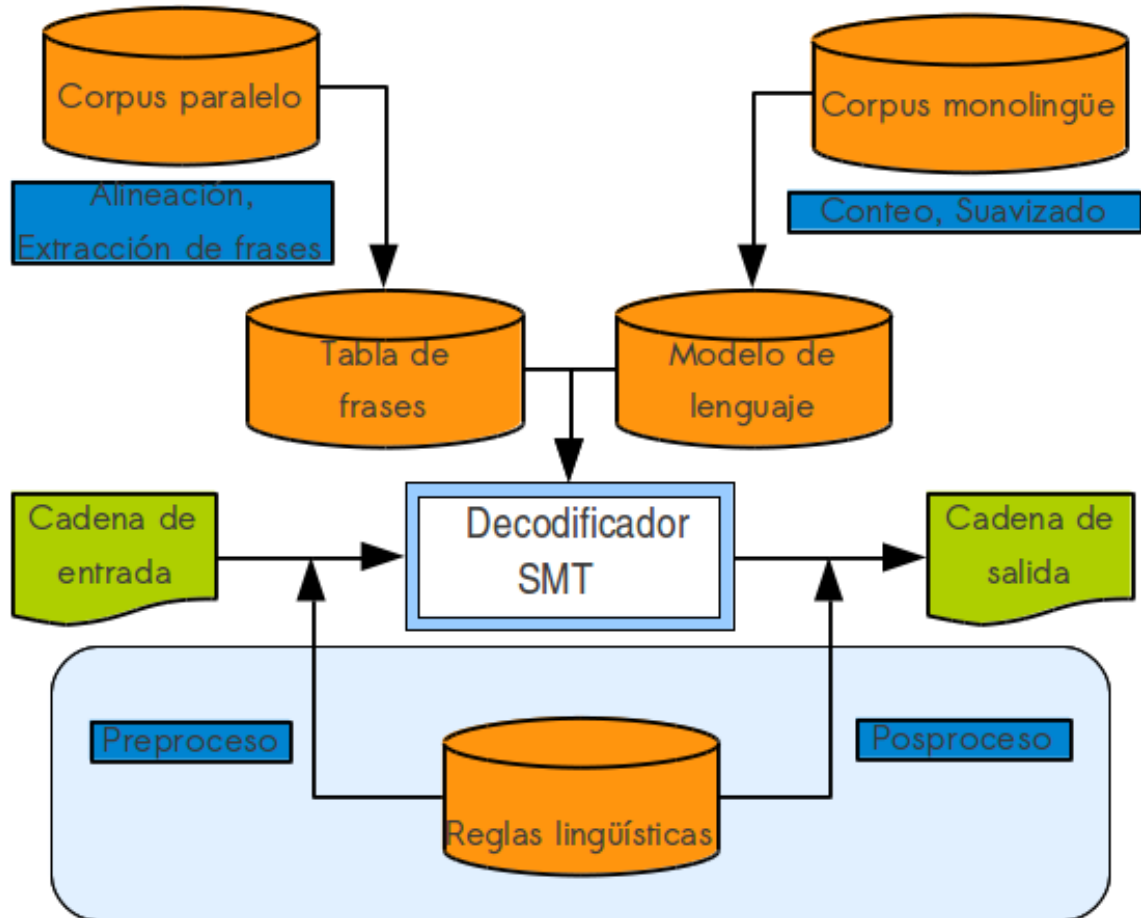 Corpus paralelo
Corpus monolingüe
Alineación,
Extracción de frases
Conteo, Suavizado
Tabla de
frases
Modelo de
lenguaje
Cadena de
entrada
Decodificador
SMT
Cadena de
salida
Preproceso
Posproceso
Reglas lingüísticas